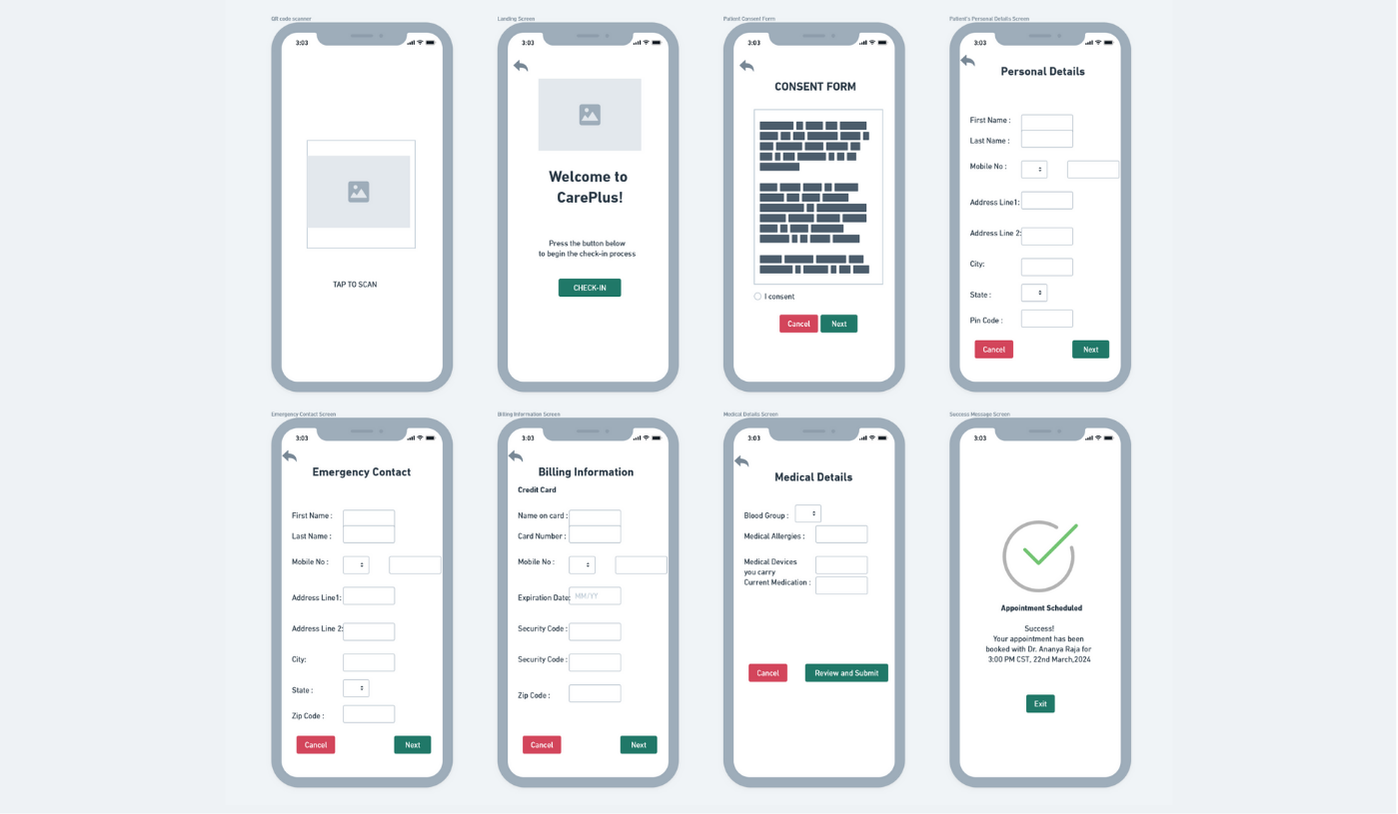 QR code scanner
3:03
TAP TO SCAN
Landing Screen
3:03
Welcome to
CarePlus!
Press the button below
to begin the check-in process
CHECK-IN
Patient Consent Form
3:03
CONSENT FORM
I consent
Cancel
Next
Patient's Personal Details Screen
3:03
Personal Details
First Name :
Last Name :
Mobile No :
Address Line1:
Address Line 2:
City:
State :
Pin Code :
Cancel
Next
Emergency Contact Screen
3:03
Emergency Contact
First Name :
Last Name :
Mobile No :
Address Line1:
Address Line 2:
City:
State :
Zip Code :
Cancel
Next
Billing Information Screen
3:03
Billing Information
Credit Card
Name on card :
Card Number :
Mobile No :
Expiration Date:
MM/YY
Security Code :
Security Code :
Zip Code :
Cancel
Next
Medical Details Screen
3:03
Medical Details
Blood Group :
Medical Allergies :
Medical Devices
you carry
Current Medication :
Cancel
Review and Submit
Success Message Screen
3:03
Appointment Scheduled
Success!
Your appointment has been
booked with Dr. Ananya Raja for
3:00 PM CST, 22nd March,2024
Exit